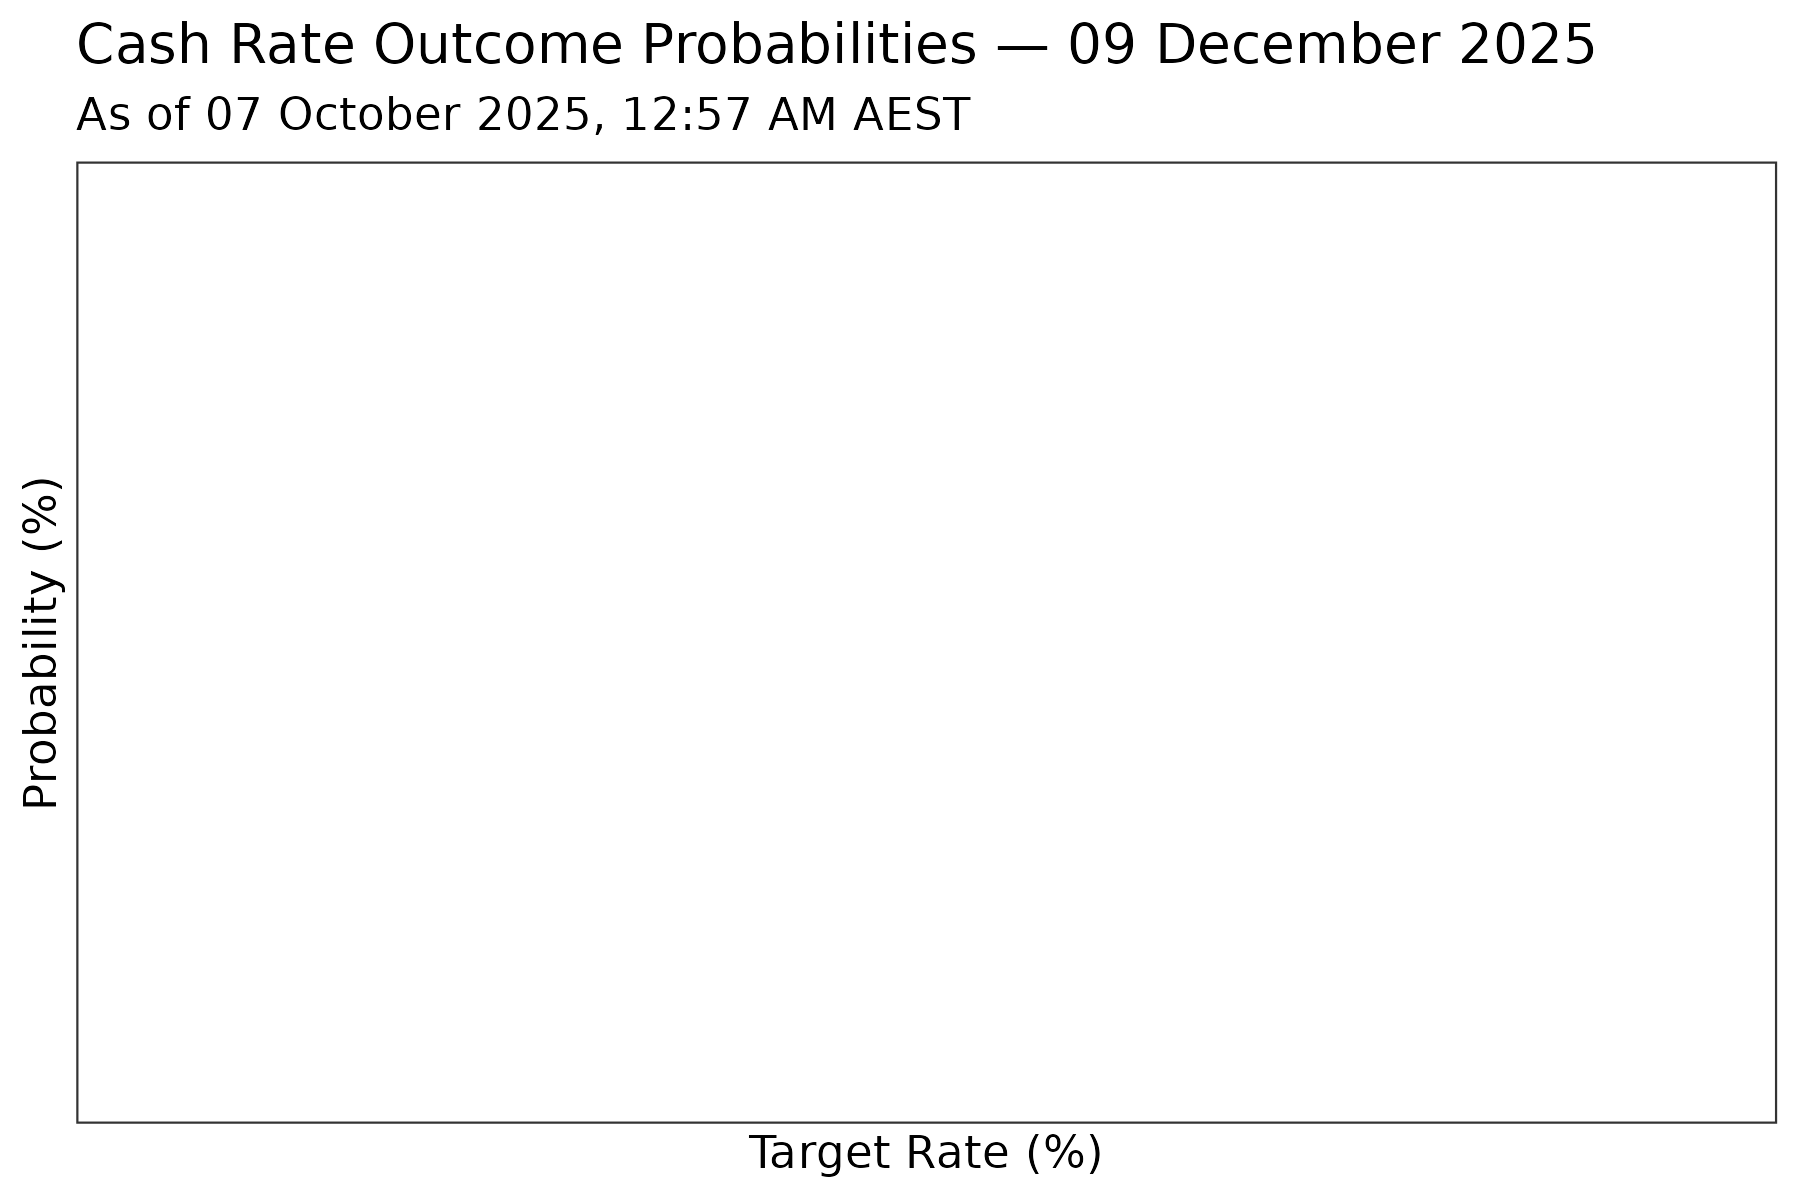 Cash Rate Outcome Probabilities — 09 December 2025
As of 07 October 2025, 12:57 AM AEST
Probability (%)
Target Rate (%)